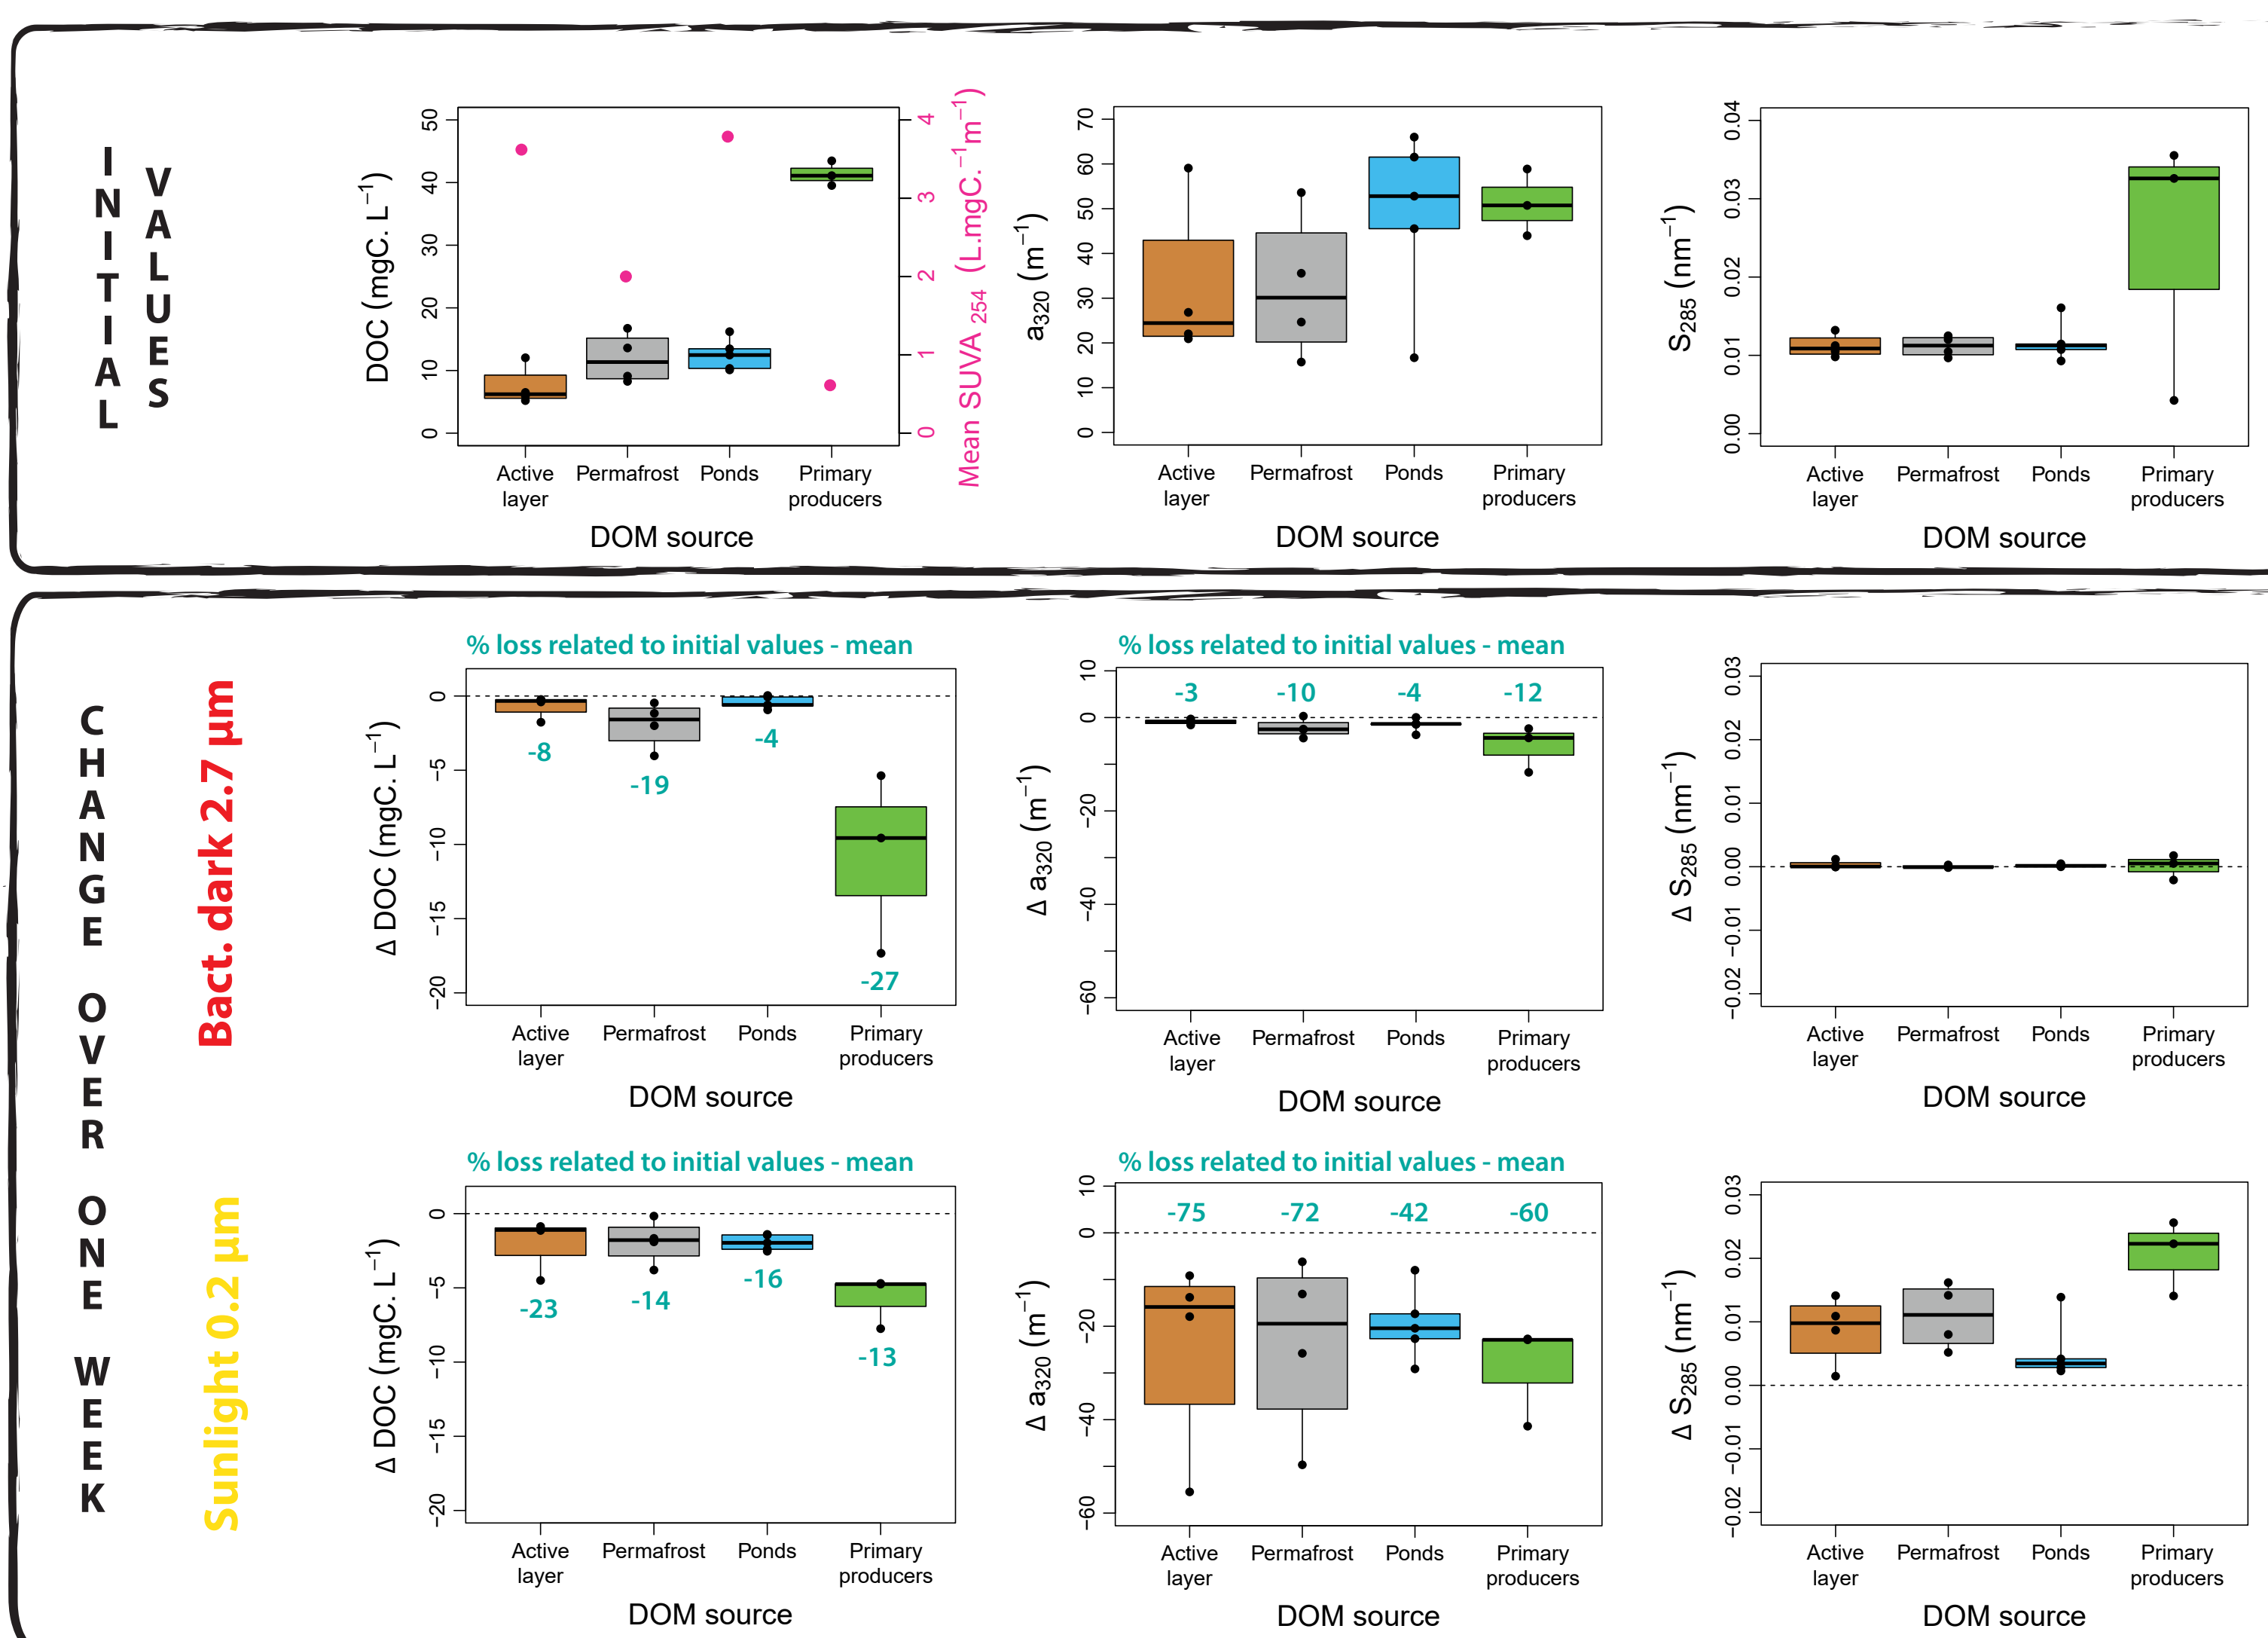 INITIAL
VALUES
DOC (mgC. L⁻¹)
0 10 20 30 40 50
0 1 2 3 4
Mean SUVA ₂₅₄ (L.mgC.⁻¹m⁻¹)
Active layer Permafrost Ponds Primary producers
DOM source
a₃₂₀ (m⁻¹)
0 10 20 30 40 50 60 70
Active layer Permafrost Ponds Primary producers
DOM source
S₂₈₅ (nm⁻¹)
0.00 0.01 0.02 0.03 0.04
Active layer Permafrost Ponds Primary producers
DOM source
CHANGE OVER ONE WEEK
Bact. dark 2.7 µm
% loss related to initial values - mean
Δ DOC (mgC. L⁻¹)
0 −5 −10 −15 −20
-8 -19 -4 -27
Active layer Permafrost Ponds Primary producers
DOM source
% loss related to initial values - mean
Δ a₃₂₀ (m⁻¹)
10 0 −20 −40 −60
-3 -10 -4 -12
Active layer Permafrost Ponds Primary producers
DOM source
Δ S₂₈₅ (nm⁻¹)
0.03 0.02 0.01 0.00 −0.01 −0.02
Active layer Permafrost Ponds Primary producers
DOM source
Sunlight 0.2 µm
% loss related to initial values - mean
Δ DOC (mgC. L⁻¹)
0 −5 −10 −15 −20
-23 -14 -16 -13
Active layer Permafrost Ponds Primary producers
DOM source
% loss related to initial values - mean
Δ a₃₂₀ (m⁻¹)
10 0 −20 −40 −60
-75 -72 -42 -60
Active layer Permafrost Ponds Primary producers
DOM source
Δ S₂₈₅ (nm⁻¹)
0.03 0.02 0.01 0.00 −0.01 −0.02
Active layer Permafrost Ponds Primary producers
DOM source